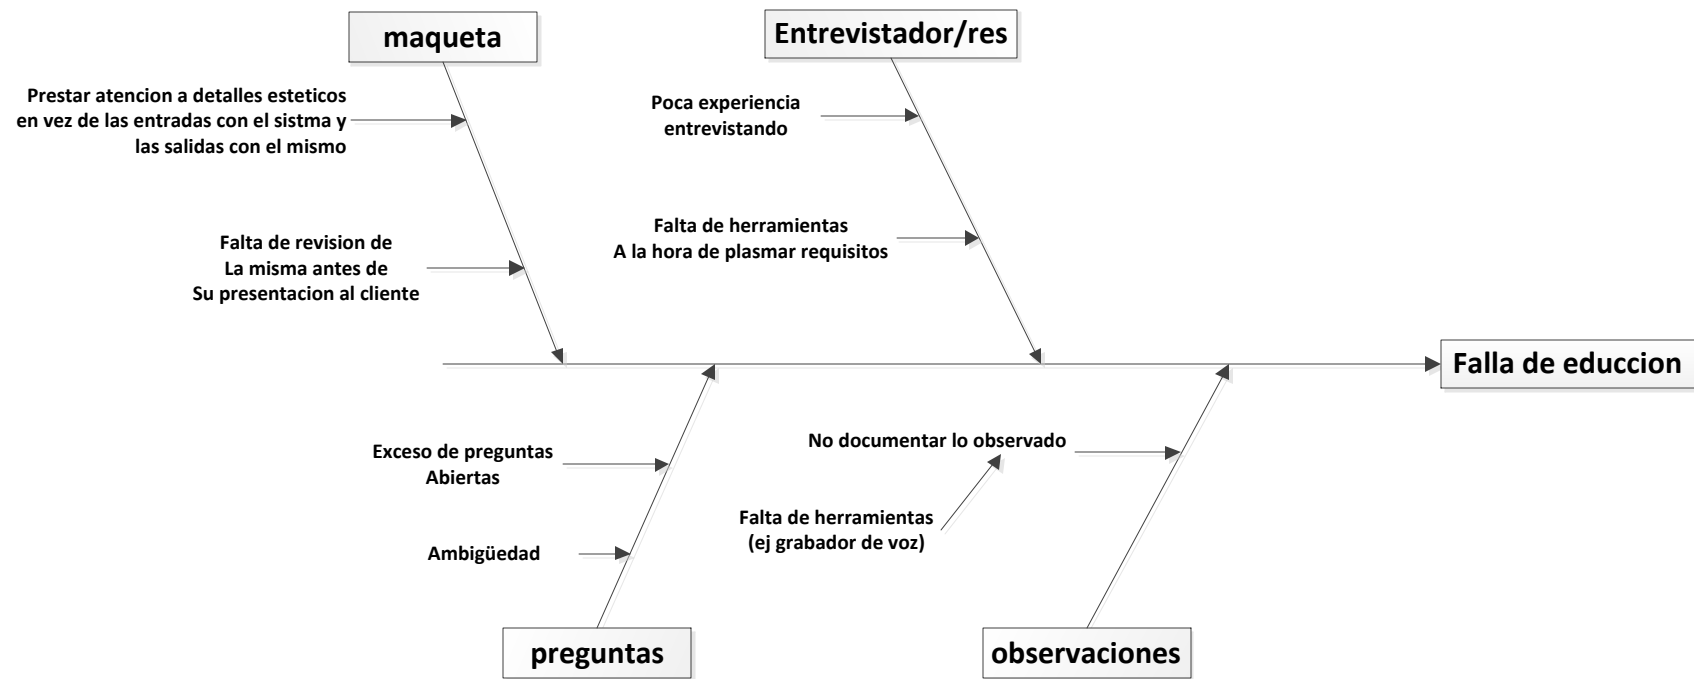 maqueta
Entrevistador/res
Prestar atencion a detalles esteticos
en vez de las entradas con el sistma y
las salidas con el mismo
Poca experiencia
entrevistando
Falta de revision de
La misma antes de
Su presentacion al cliente
Falta de herramientas
A la hora de plasmar requisitos
Falla de educcion
Exceso de preguntas
Abiertas
No documentar lo observado
Ambigüedad
Falta de herramientas
(ej grabador de voz)
preguntas
observaciones